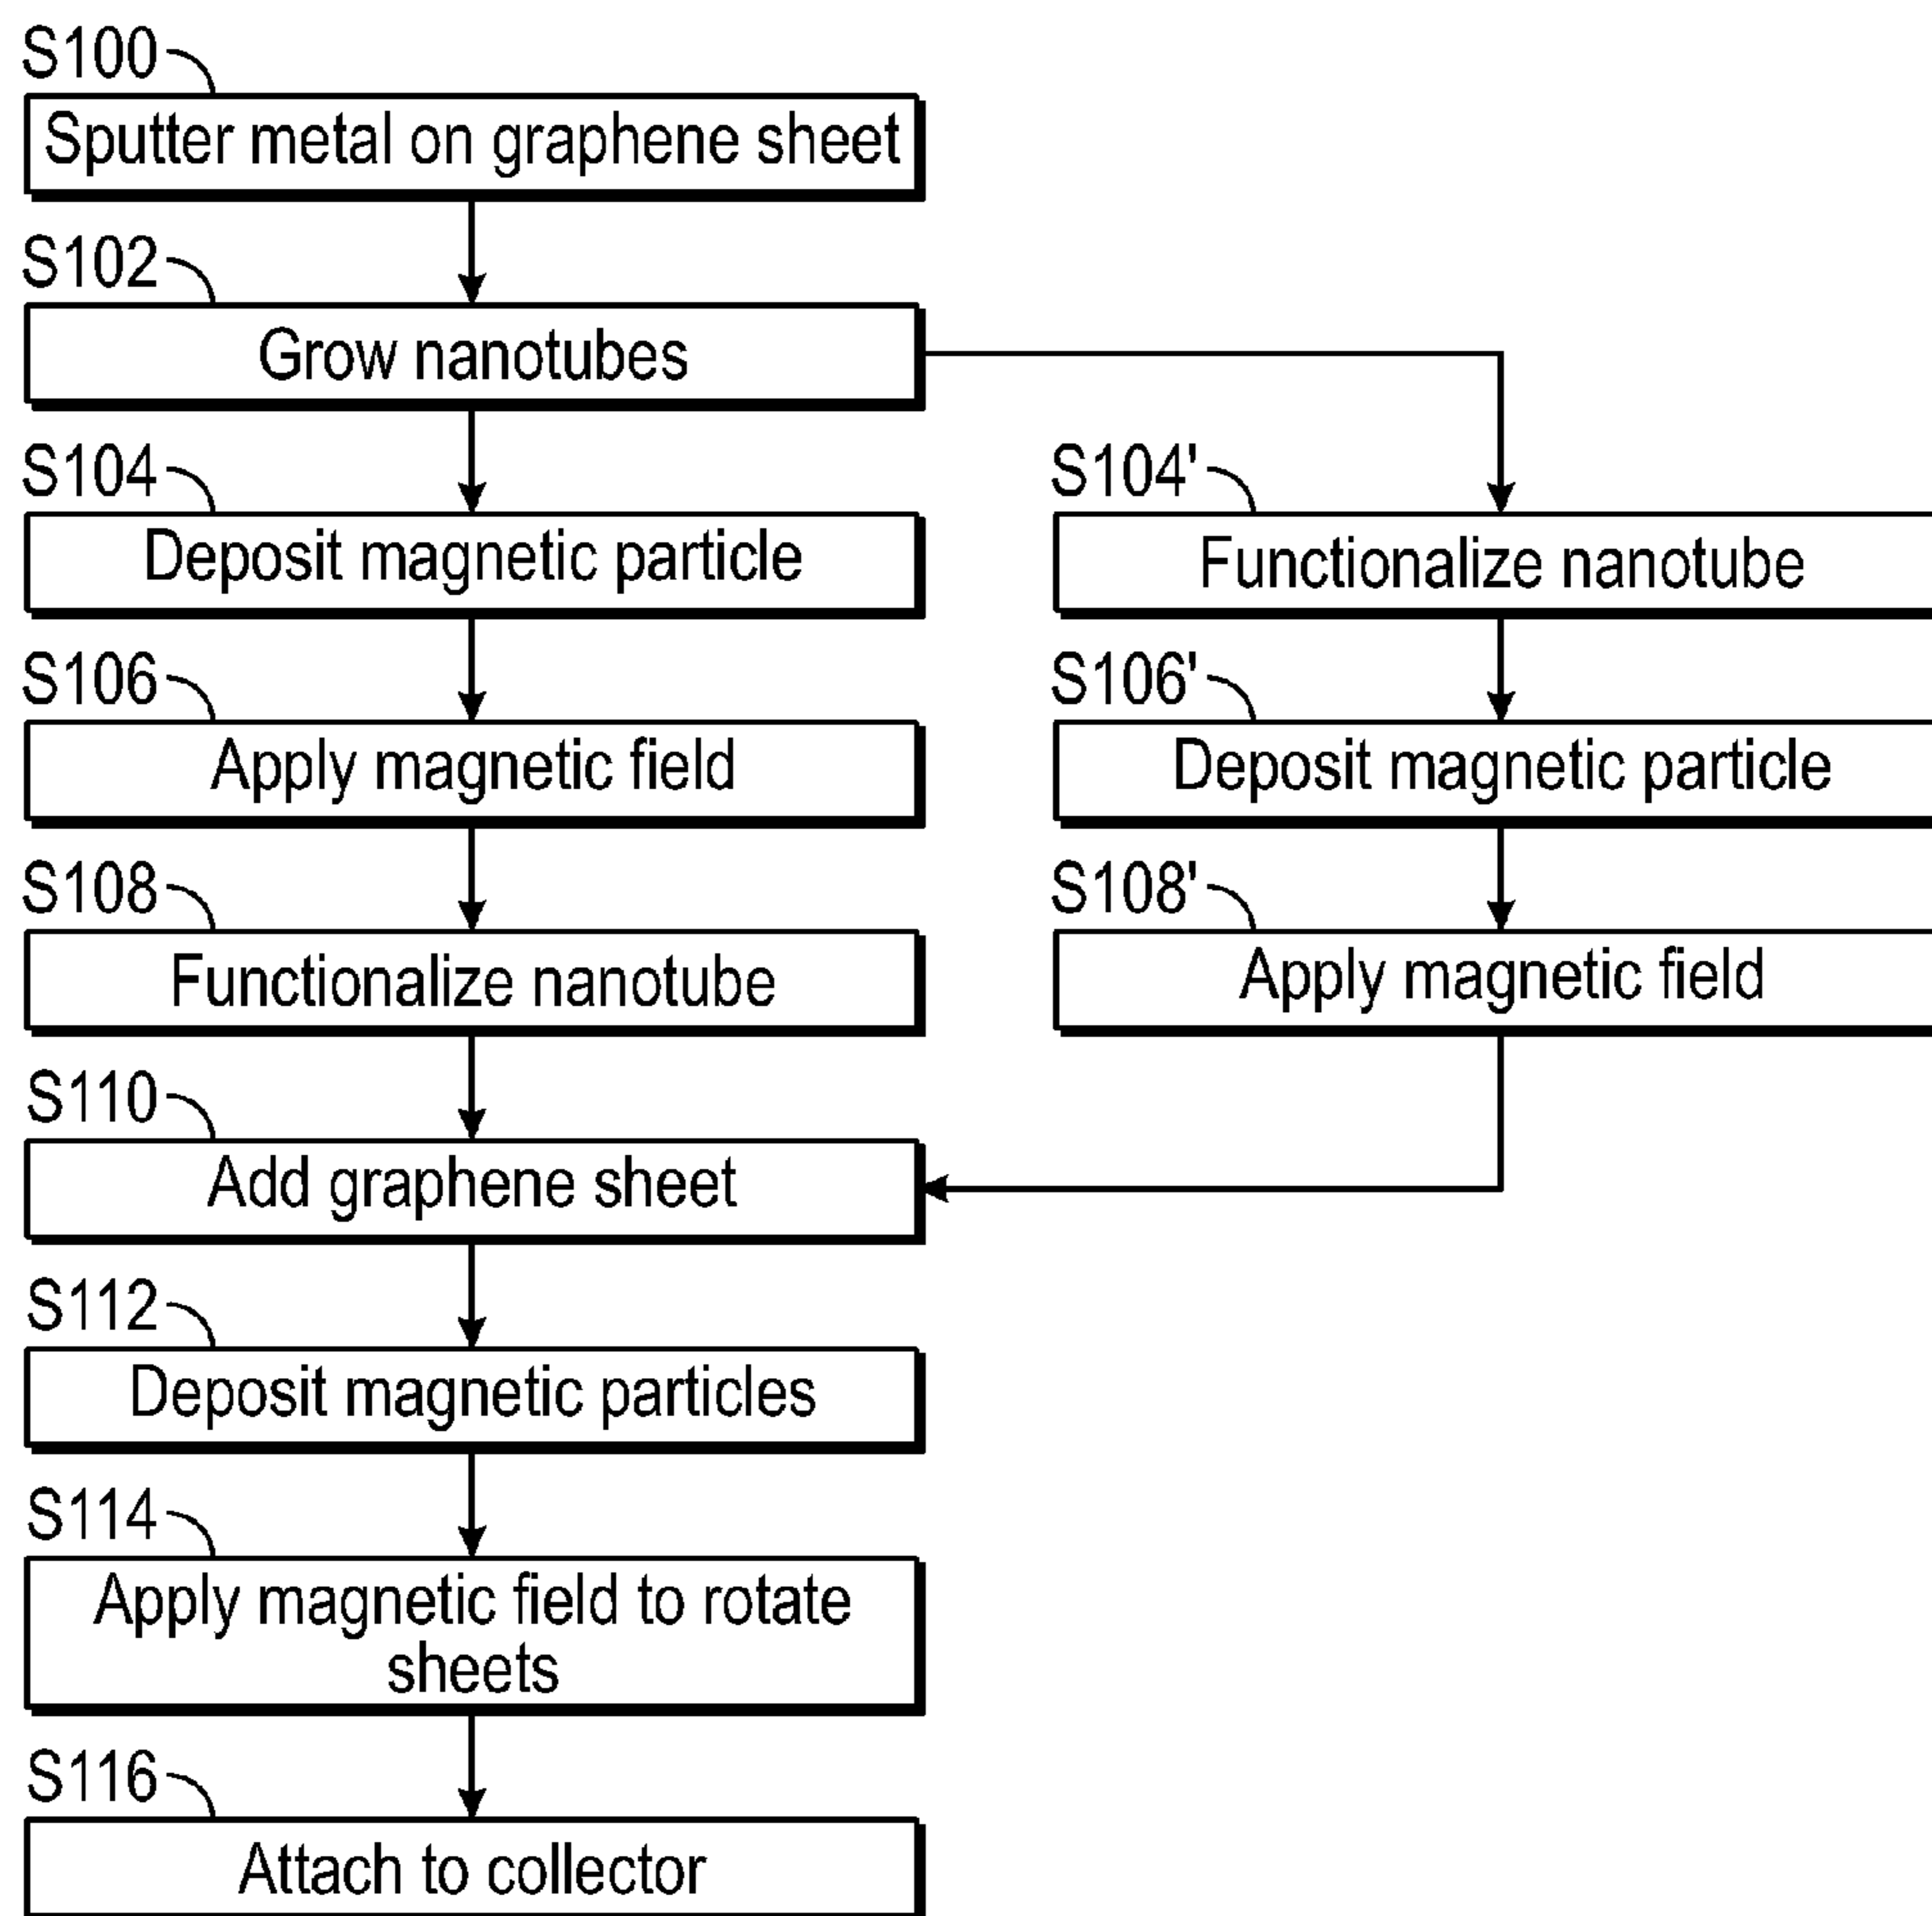 S100
Sputter metal on graphene sheet
S102
Grow nanotubes
S104
Deposit magnetic particle
S106
Apply magnetic field
S108
Functionalize nanotube
S104'
Functionalize nanotube
S106'
Deposit magnetic particle
S108'
Apply magnetic field
S110
Add graphene sheet
S112
Deposit magnetic particles
S114
Apply magnetic field to rotate
sheets
S116
Attach to collector